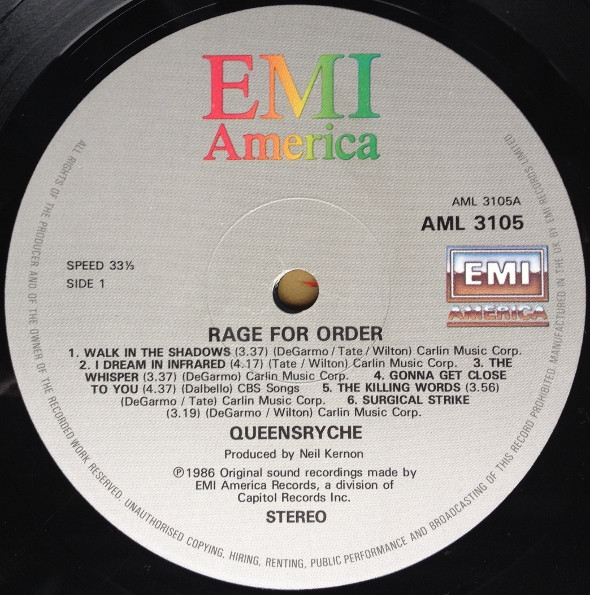 EMI
America
AML 3105A
AML 3105
EMI
AMERICA
SPEED 33⅓
SIDE 1
RAGE FOR ORDER
1. WALK IN THE SHADOWS (3.37) (DeGarmo / Tate / Wilton) Carlin Music Corp.
2. I DREAM IN INFRARED (4.17) (Tate / Wilton) Carlin Music Corp. 3. THE
WHISPER (3.37) (DeGarmo) Carlin Music Corp. 4. GONNA GET CLOSE
TO YOU (4.37) (Dalbello) CBS Songs 5. THE KILLING WORDS (3.56)
(DeGarmo / Tate) Carlin Music Corp. 6. SURGICAL STRIKE
(3.19) (DeGarmo / Wilton) Carlin Music Corp.
QUEENSRYCHE
Produced by Neil Kernon
℗1986 Original sound recordings made by
EMI America Records, a division of
Capitol Records Inc.
STEREO
ALL RIGHTS OF THE PRODUCER AND OF THE OWNER OF THE RECORDED WORK RESERVED. UNAUTHORISED COPYING, HIRING, RENTING, PUBLIC PERFORMANCE AND BROADCASTING OF THIS RECORD PROHIBITED. MANUFACTURED IN THE UK BY EMI RECORDS LIMITED